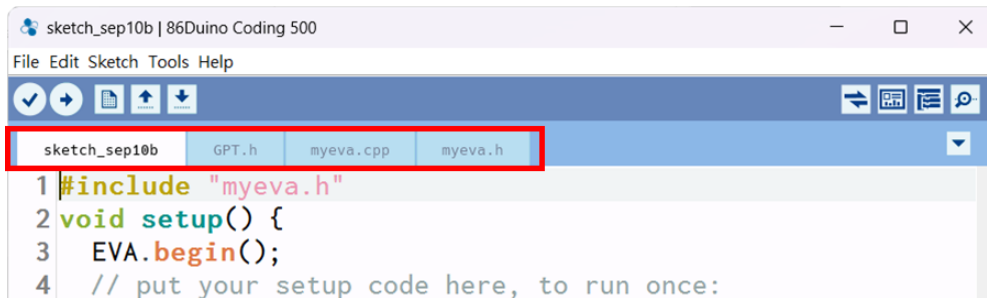 sketch_sep10b | 86Duino Coding 500
File Edit Sketch Tools Help
sketch_sep10b GPT.h myeva.cpp myeva.h
1 #include "myeva.h"
2 void setup() {
3 EVA.begin();
4 // put your setup code here, to run once: